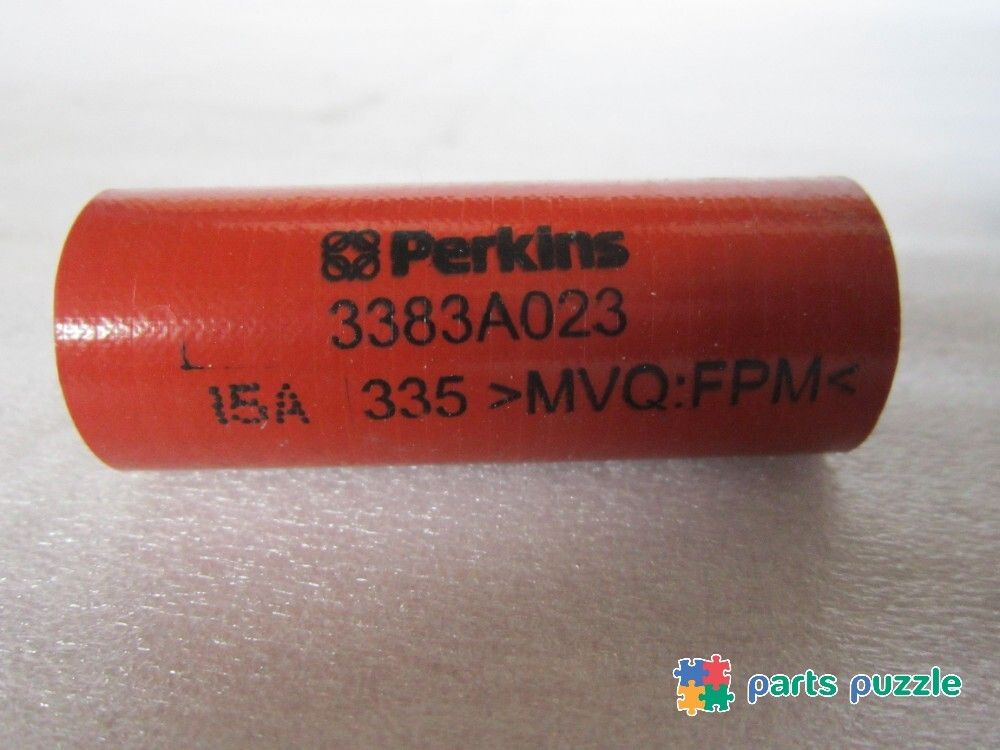 Perkins
3383A023
15A 335 >MVQ:FPM<
parts puzzle